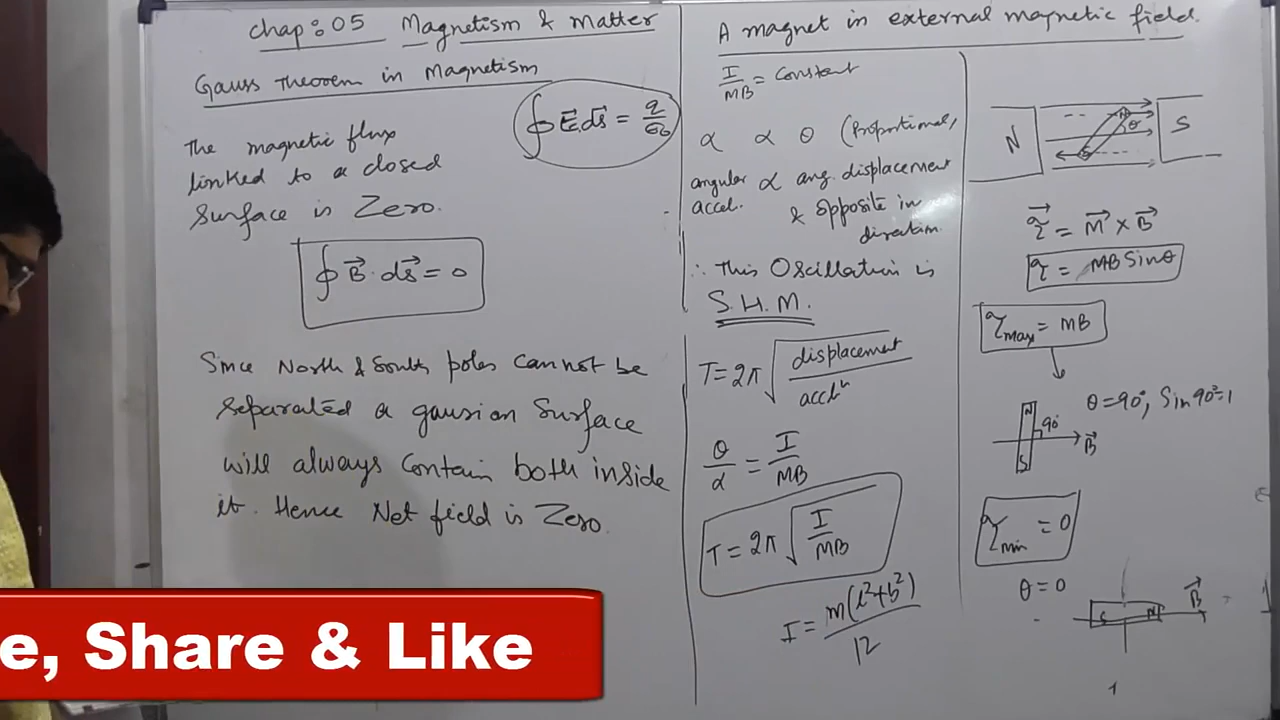 Chap: 05 Magnetism & Matter
Gauss Theorem in Magnetism
∮ E⃗ ds⃗ = q/ε₀
The magnetic flux
linked to a closed
Surface is Zero.
∮ B⃗ · ds⃗ = 0
Since North & South poles cannot be
separated a gausian Surface
will always contain both inside
it. Hence Net field is Zero.
A magnet in external magnetic field.
I/MB = Constant
α ∝ θ (Proportional,
angular ∝ ang. displacement
accel. & opposite in
direction
∴ This Oscillation is
S.H.M.
T = 2π √(displacement/accln)
θ/α = I/MB
T = 2π √(I/MB)
I = m(l²+b²)/12
N S
N θ
S
τ⃗ = M⃗ × B⃗
τ = MB Sinθ
τmax = MB
θ = 90°, Sin90° = 1
N 90°
S B⃗
τmin = 0
θ = 0
S N B⃗
e, Share & Like